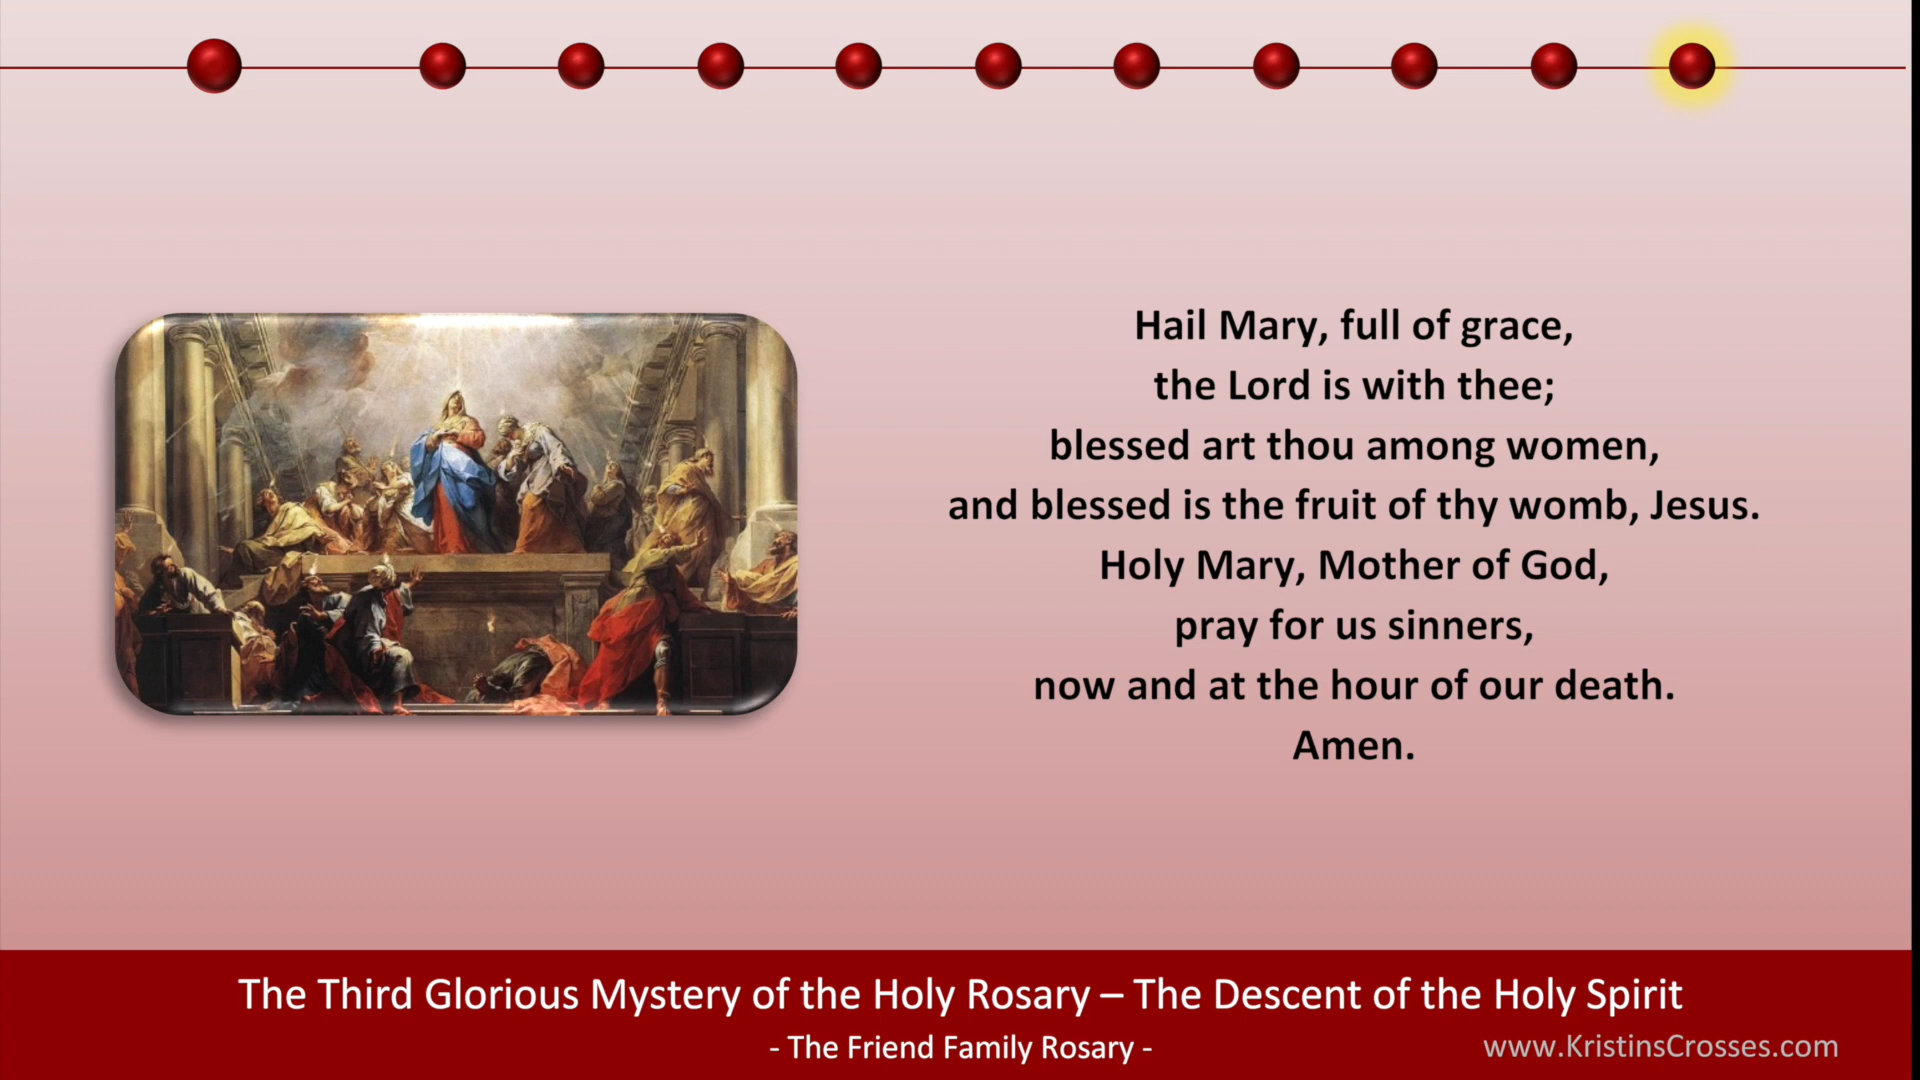 Hail Mary, full of grace,
the Lord is with thee;
blessed art thou among women,
and blessed is the fruit of thy womb, Jesus.
Holy Mary, Mother of God,
pray for us sinners,
now and at the hour of our death.
Amen.
The Third Glorious Mystery of the Holy Rosary – The Descent of the Holy Spirit
- The Friend Family Rosary -
www.KristinsCrosses.com